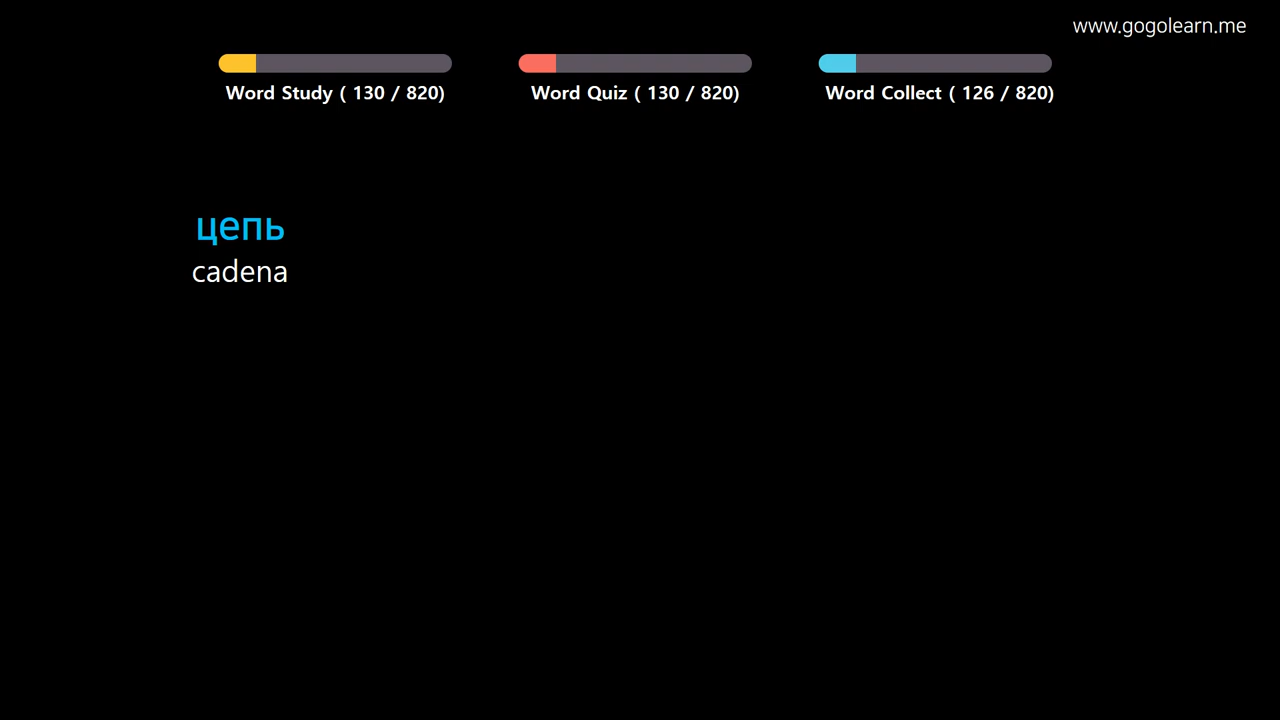 www.gogolearn.me
Word Study ( 130 / 820)
Word Quiz ( 130 / 820)
Word Collect ( 126 / 820)
цепь
cadena